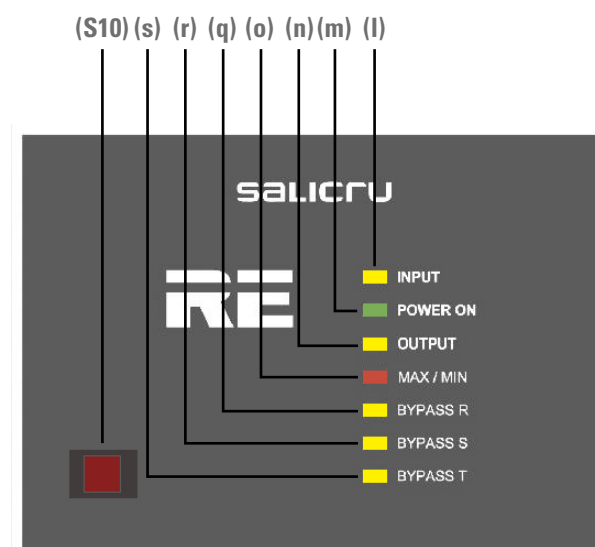 (S10) (s) (r) (q) (o) (n) (m) (l)
salicru
RE
INPUT
POWER ON
OUTPUT
MAX / MIN
BYPASS R
BYPASS S
BYPASS T